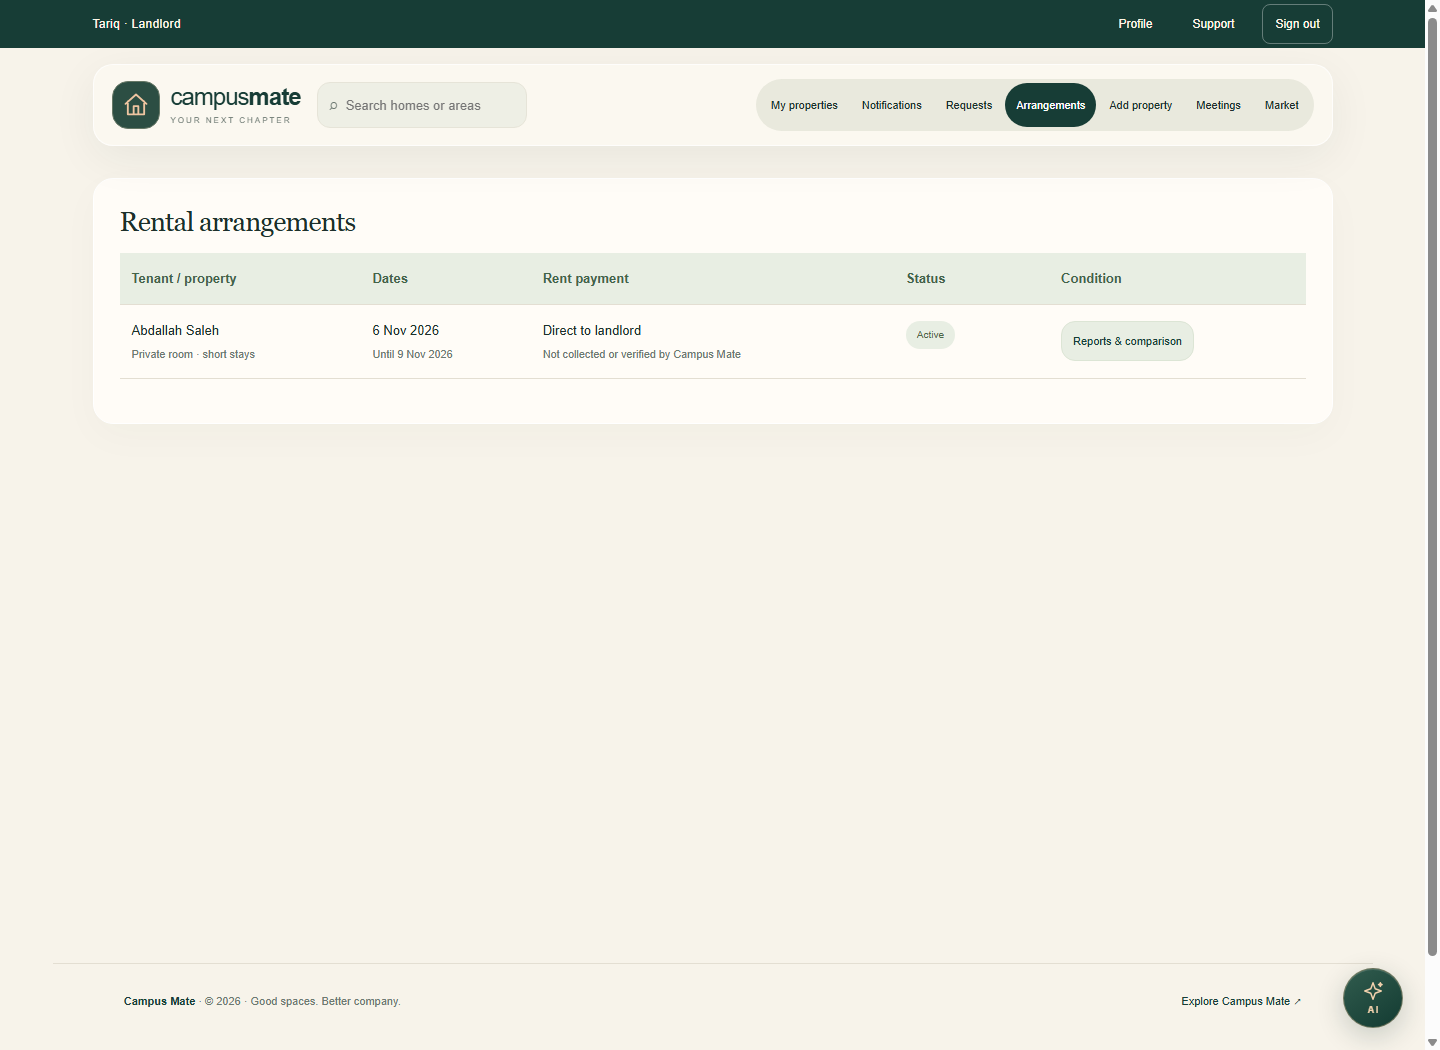 Tariq · Landlord
Profile
Support
Sign out
campusmate
YOUR NEXT CHAPTER
Search homes or areas
My properties
Notifications
Requests
Arrangements
Add property
Meetings
Market
Rental arrangements
Tenant / property
Dates
Rent payment
Status
Condition
Abdallah Saleh
6 Nov 2026
Direct to landlord
Active
Reports & comparison
Private room · short stays
Until 9 Nov 2026
Not collected or verified by Campus Mate
Campus Mate · © 2026 · Good spaces. Better company.
Explore Campus Mate ↗
AI